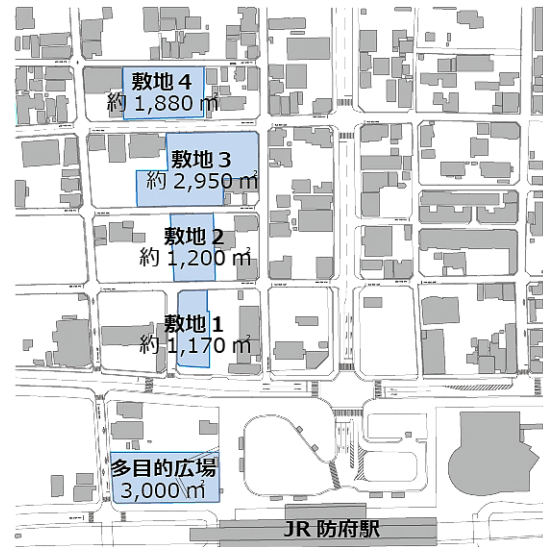 敷地４
約 1,880 ㎡
敷地３
約 2,950 ㎡
敷地２
約 1,200 ㎡
敷地１
約 1,170 ㎡
多目的広場
3,000 ㎡
JR 防府駅